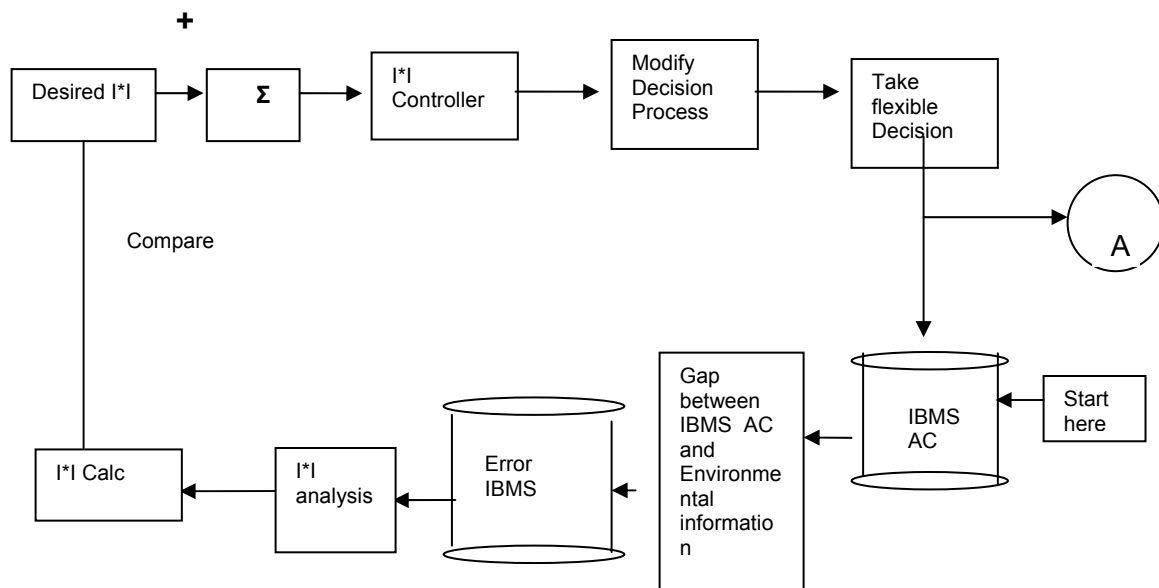 +
Desired I*I
Σ
I*I
Controller
Modify
Decision
Process
Take
flexible
Decision
A
Compare
Start
here
IBMS
AC
Gap
between
IBMS AC
and
Environme
ntal
informatio
n
Error
IBMS
I*I
analysis
I*I Calc